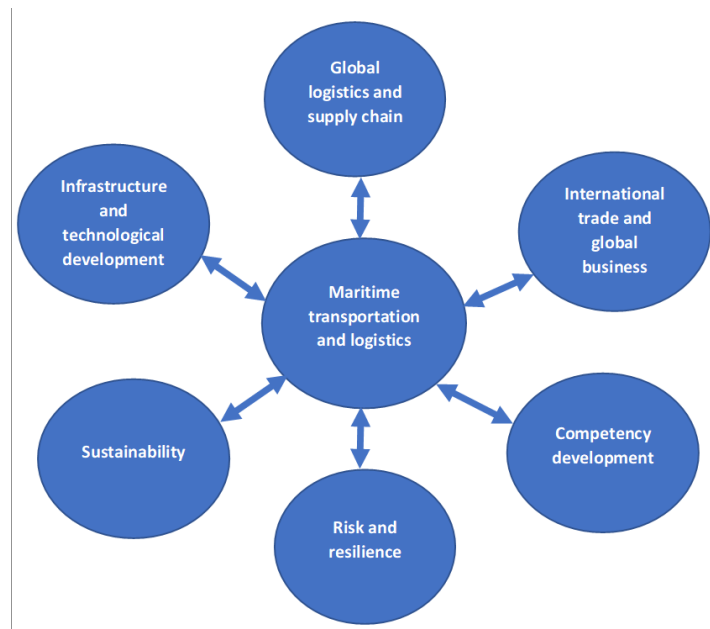 Global
logistics and
supply chain
Infrastructure
and
technological
development
International
trade and
global
business
Maritime
transportation
and logistics
Sustainability
Competency
development
Risk and
resilience